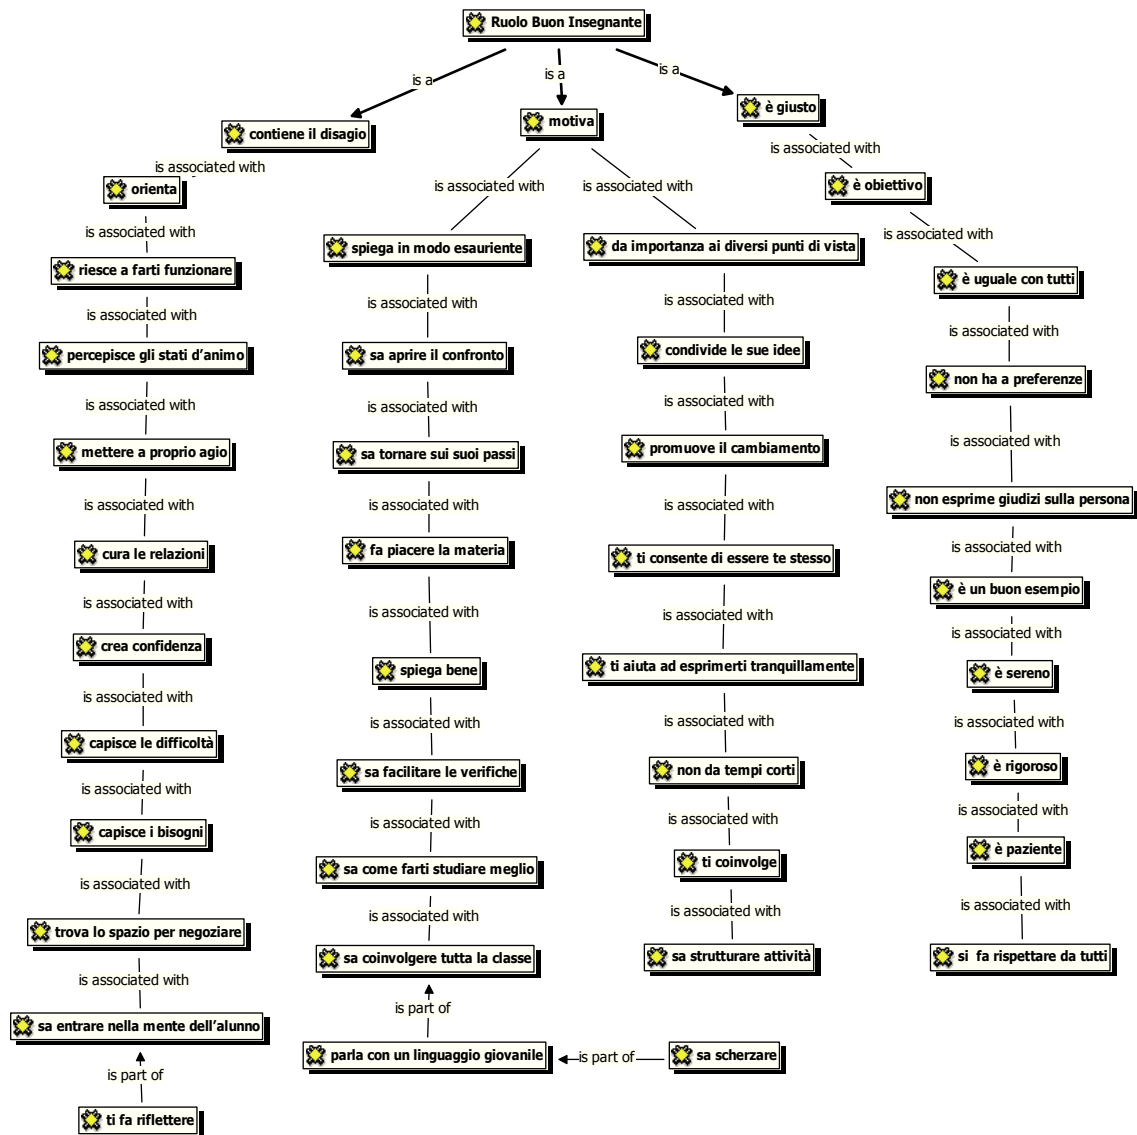 Ruolo Buon Insegnante
is a
is a
is a
contiene il disagio
motiva
è giusto
is associated with
orienta
is associated with
riesce a farti funzionare
is associated with
percepisce gli stati d'animo
is associated with
mettere a proprio agio
is associated with
cura le relazioni
is associated with
crea confidenza
is associated with
capisce le difficoltà
is associated with
capisce i bisogni
is associated with
trova lo spazio per negoziare
is associated with
sa entrare nella mente dell'alunno
is part of
ti fa riflettere
is associated with
spiega in modo esauriente
is associated with
sa aprire il confronto
is associated with
sa tornare sui suoi passi
is associated with
fa piacere la materia
is associated with
spiega bene
is associated with
sa facilitare le verifiche
is associated with
sa come farti studiare meglio
is associated with
sa coinvolgere tutta la classe
is part of
parla con un linguaggio giovanile
is part of
sa scherzare
is associated with
da importanza ai diversi punti di vista
is associated with
condivide le sue idee
is associated with
promuove il cambiamento
is associated with
ti consente di essere te stesso
is associated with
ti aiuta ad esprimerti tranquillamente
is associated with
non da tempi corti
is associated with
ti coinvolge
is associated with
sa strutturare attività
is associated with
è obiettivo
is associated with
è uguale con tutti
is associated with
non ha a preferenze
is associated with
non esprime giudizi sulla persona
is associated with
è un buon esempio
is associated with
è sereno
is associated with
è rigoroso
is associated with
è paziente
is associated with
si fa rispettare da tutti